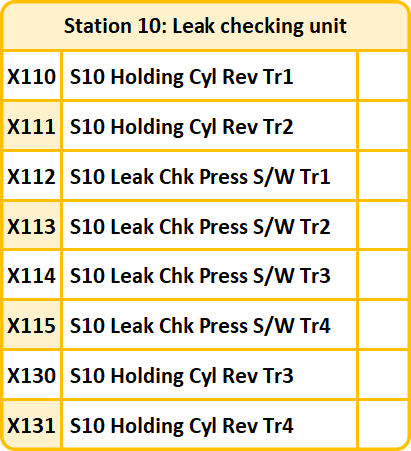 Station 10: Leak checking unit
X110 S10 Holding Cyl Rev Tr1
X111 S10 Holding Cyl Rev Tr2
X112 S10 Leak Chk Press S/W Tr1
X113 S10 Leak Chk Press S/W Tr2
X114 S10 Leak Chk Press S/W Tr3
X115 S10 Leak Chk Press S/W Tr4
X130 S10 Holding Cyl Rev Tr3
X131 S10 Holding Cyl Rev Tr4